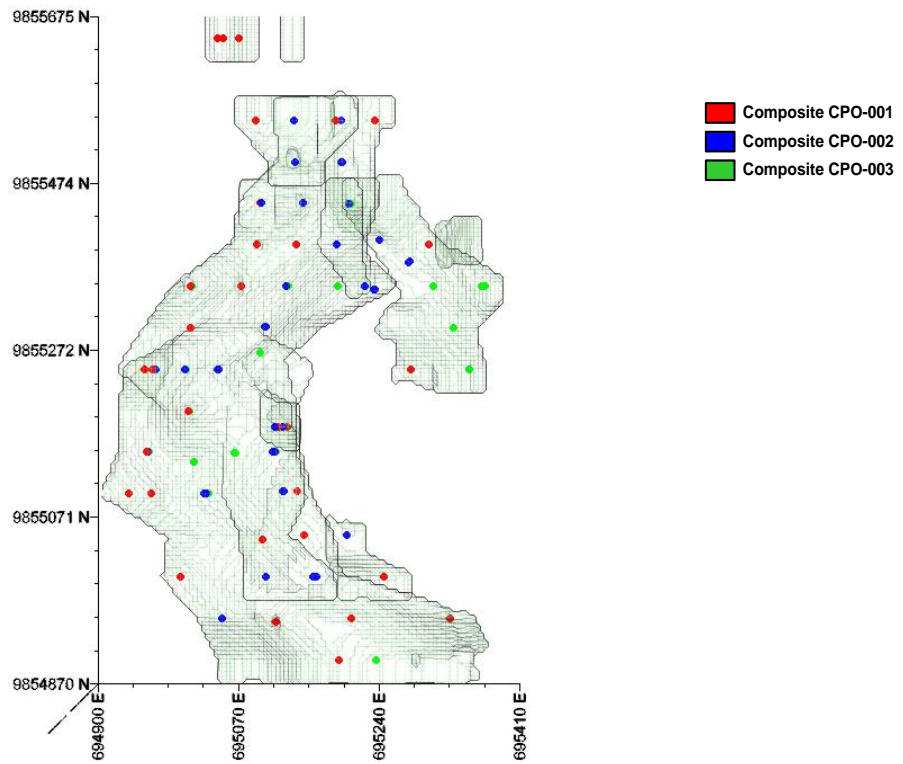 9855675 N
Composite CPO-001
Composite CPO-002
Composite CPO-003
9855474 N
9855272 N
9855071 N
9854870 N
694900 E
695070 E
695240 E
695410 E